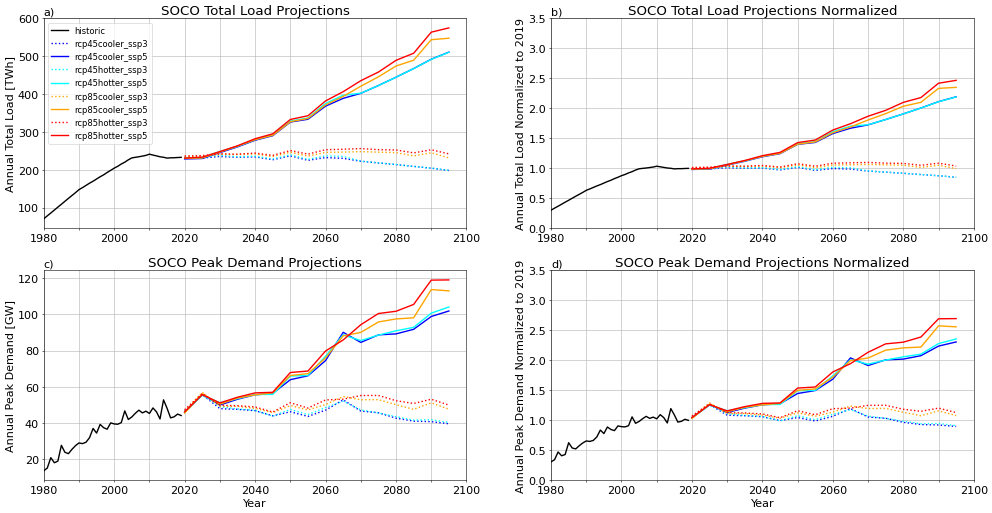 a)
SOCO Total Load Projections
600
500
400
300
200
100
Annual Total Load [TWh]
historic
rcp45cooler_ssp3
rcp45cooler_ssp5
rcp45hotter_ssp3
rcp45hotter_ssp5
rcp85cooler_ssp3
rcp85cooler_ssp5
rcp85hotter_ssp3
rcp85hotter_ssp5
1980 2000 2020 2040 2060 2080 2100
b)
SOCO Total Load Projections Normalized
3.5
3.0
2.5
2.0
1.5
1.0
0.5
0.0
Annual Total Load Normalized to 2019
1980 2000 2020 2040 2060 2080 2100
c)
SOCO Peak Demand Projections
120
100
80
60
40
20
Annual Peak Demand [GW]
1980 2000 2020 2040 2060 2080 2100
Year
d)
SOCO Peak Demand Projections Normalized
3.5
3.0
2.5
2.0
1.5
1.0
0.5
0.0
Annual Peak Demand Normalized to 2019
1980 2000 2020 2040 2060 2080 2100
Year